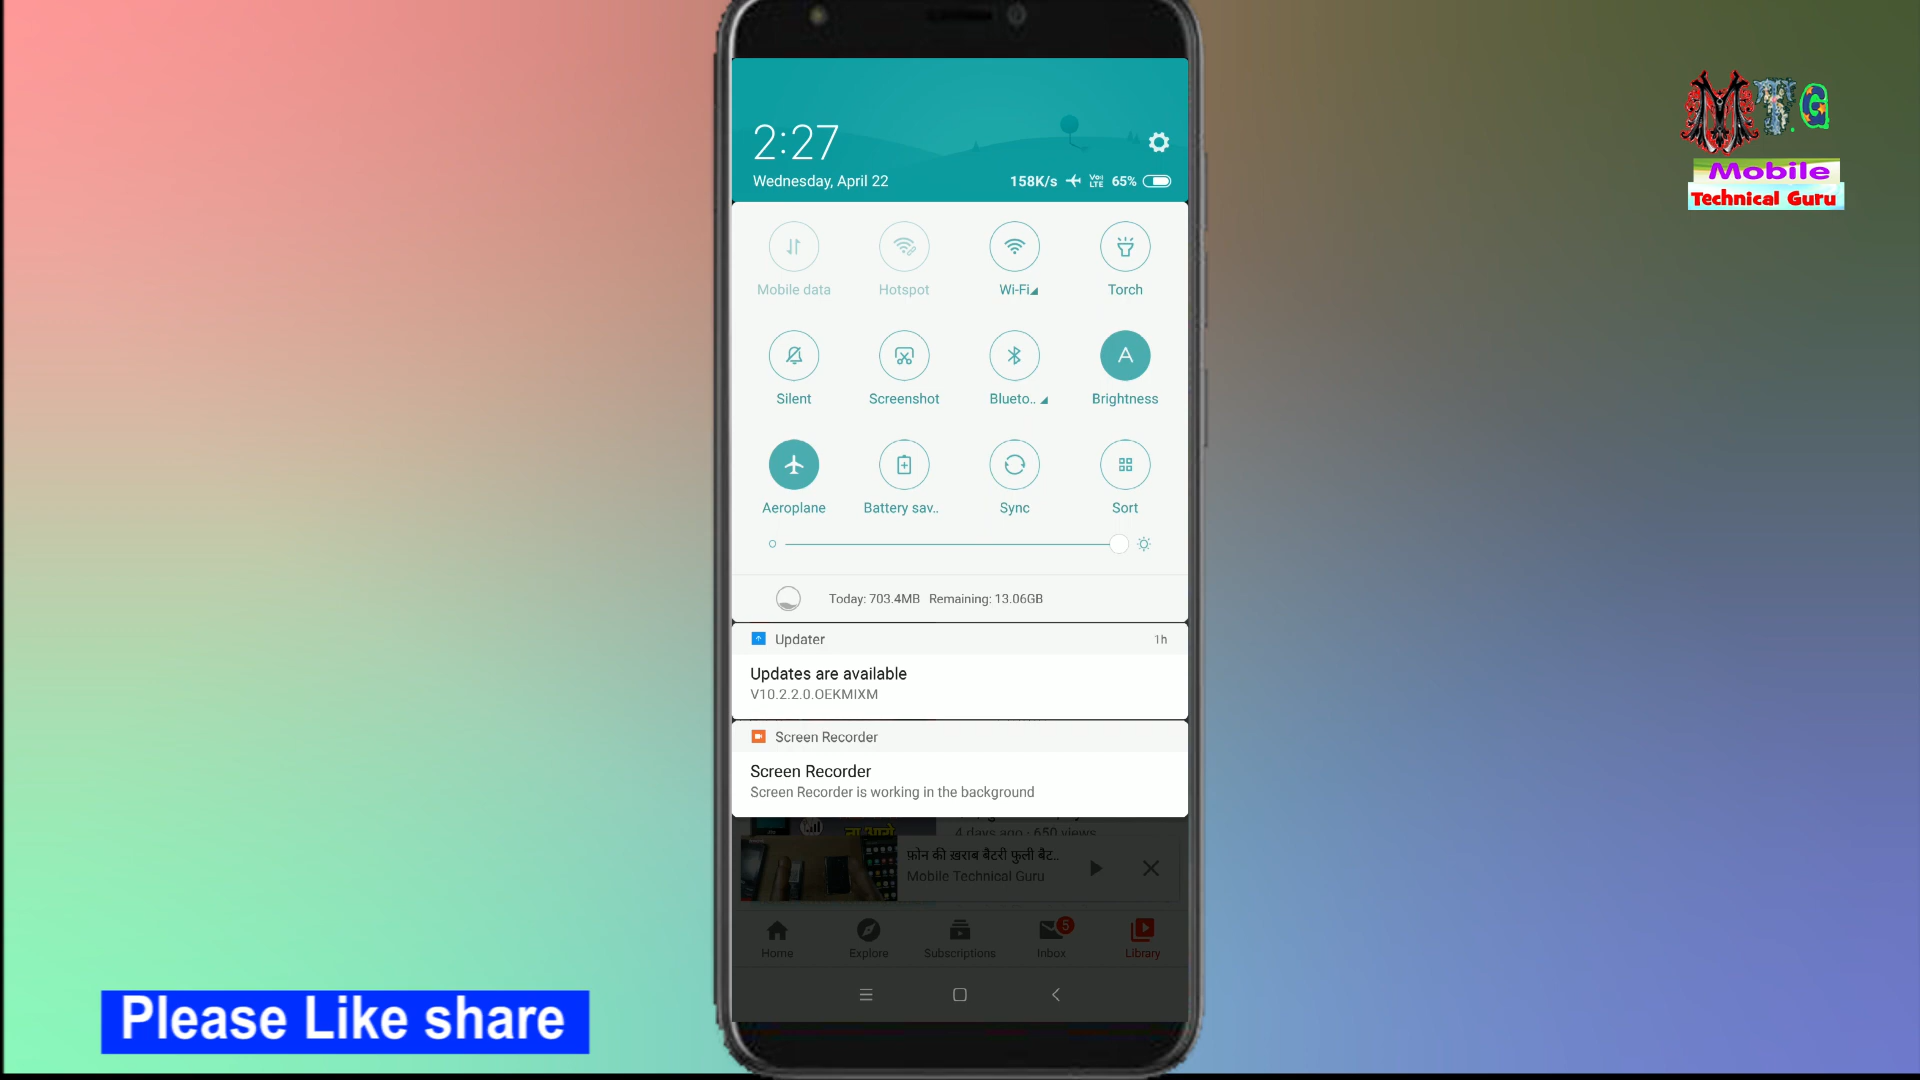 M T.G
Mobile
Technical Guru
2:27
Wednesday, April 22
158K/s Vo) LTE 65%
Mobile data Hotspot Wi-Fi Torch
A
Silent Screenshot Blueto.. Brightness
Aeroplane Battery sav.. Sync Sort
Today: 703.4MB Remaining: 13.06GB
Updater 1h
Updates are available
V10.2.2.0.OEKMIXM
Screen Recorder
Screen Recorder
Screen Recorder is working in the background
4 days ago · 650 views
फ़ोन की ख़राब बैटरी फुली बैट..
Mobile Technical Guru
5
Home Explore Subscriptions Inbox Library
Please Like share